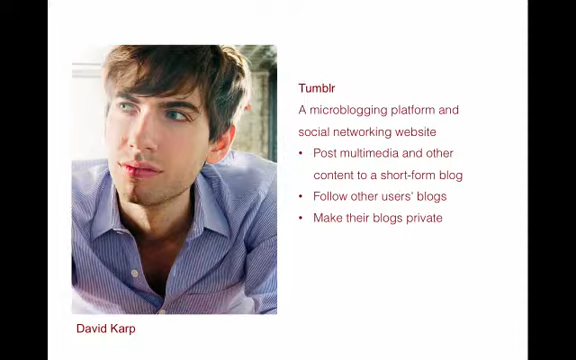 Tumblr
A microblogging platform and
social networking website
• Post multimedia and other
content to a short-form blog
• Follow other users' blogs
• Make their blogs private
David Karp